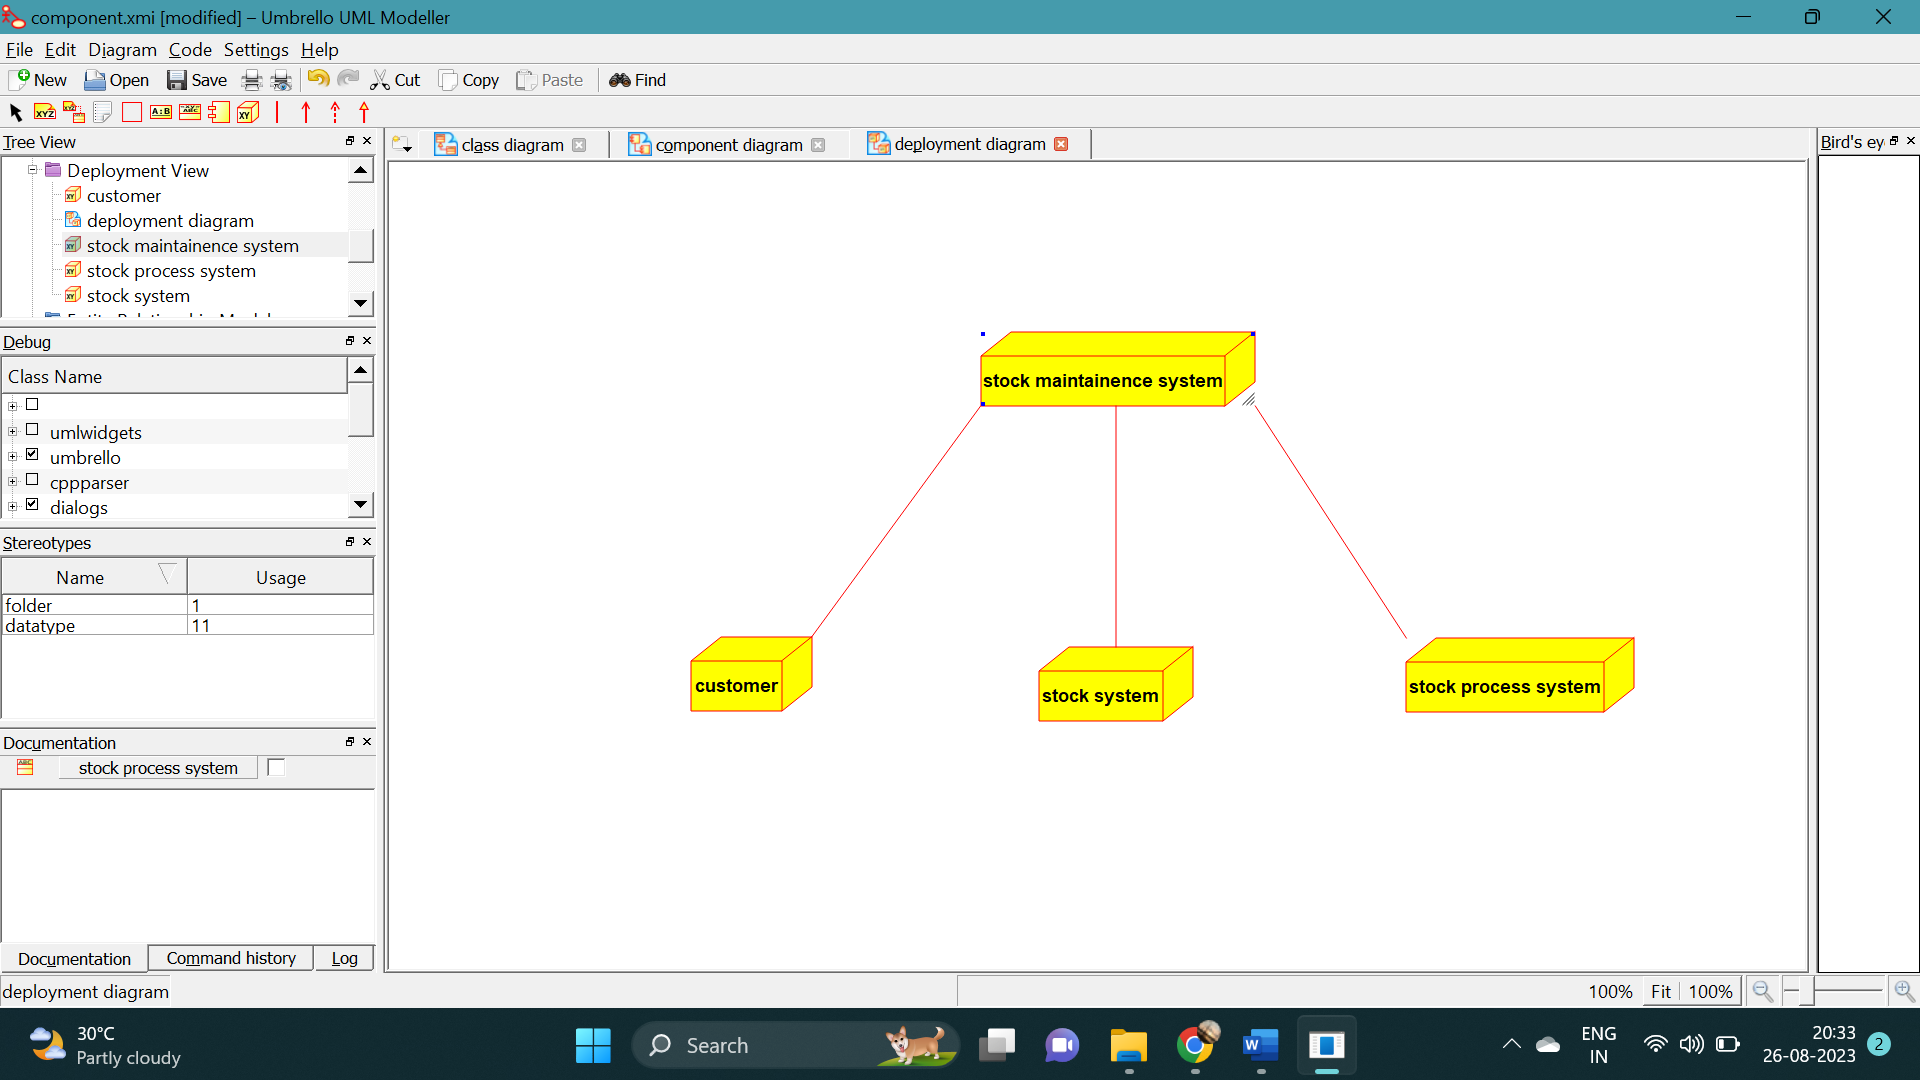 component.xmi [modified] – Umbrello UML Modeller
File Edit Diagram Code Settings Help
New Open Save Cut Copy Paste Find
Tree View
Deployment View
customer
deployment diagram
stock maintainence system
stock process system
stock system
Debug
Class Name
umlwidgets
umbrello
cppparser
dialogs
Stereotypes
Name Usage
folder 1
datatype 11
Documentation
stock process system
Documentation Command history Log
class diagram component diagram deployment diagram
Bird's ey
stock maintainence system
customer
stock system
stock process system
deployment diagram
100% Fit 100%
30°C
Partly cloudy
Search
ENG
IN
20:33
26-08-2023
2